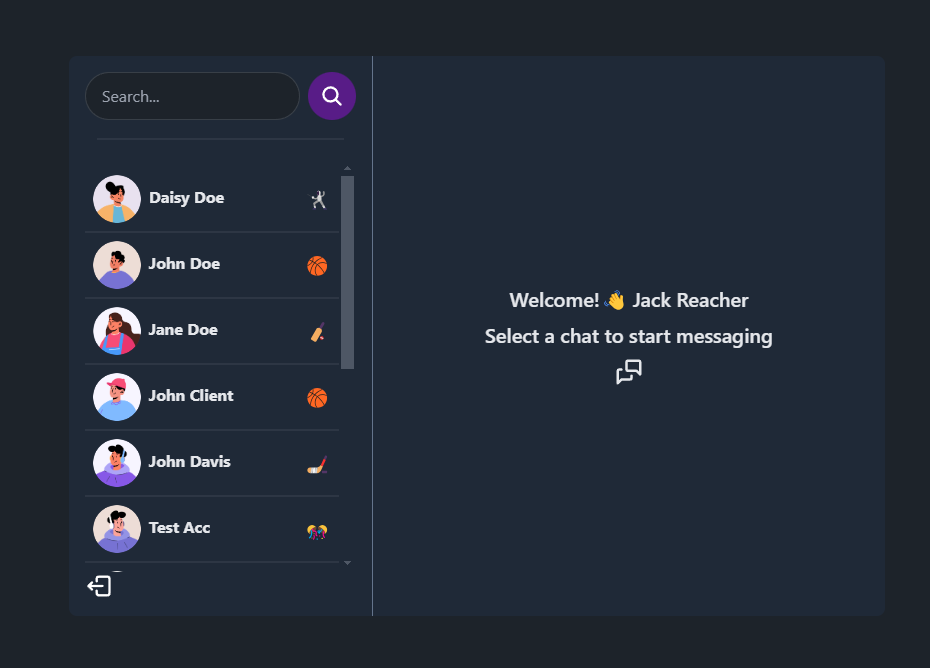 Search...
Daisy Doe
John Doe
Jane Doe
John Client
John Davis
Test Acc
Welcome! 👋 Jack Reacher
Select a chat to start messaging